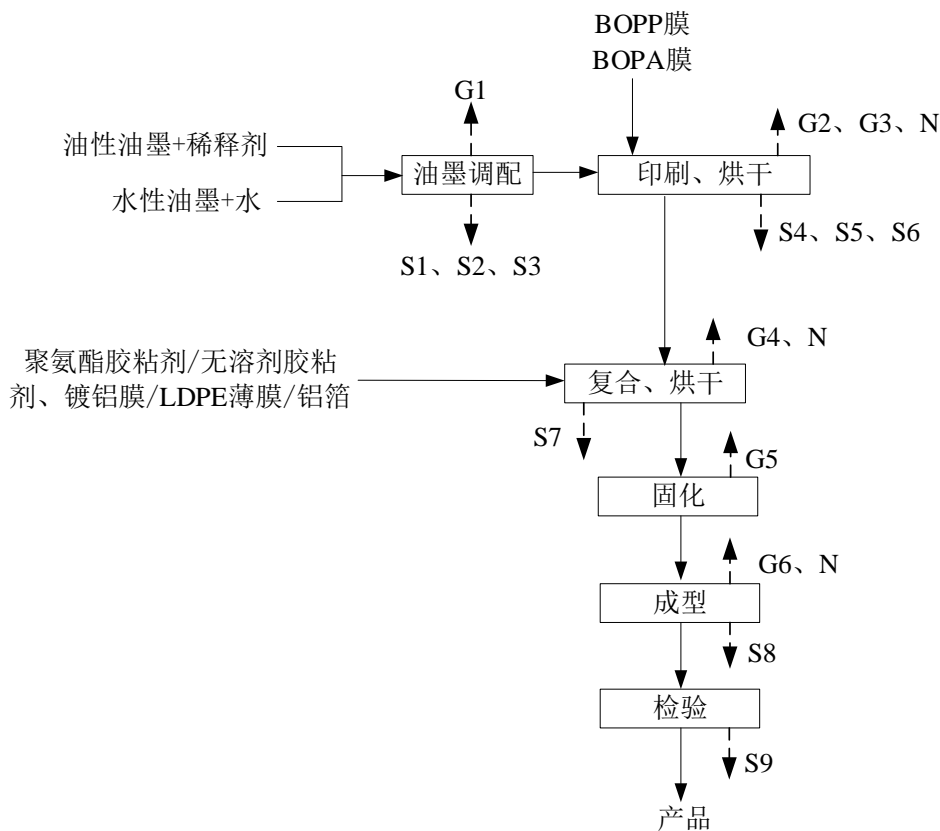 BOPP膜
BOPA膜
G1
G2、G3、N
油性油墨+稀释剂
油墨调配
印刷、烘干
水性油墨+水
S4、S5、S6
S1、S2、S3
G4、N
聚氨酯胶粘剂/无溶剂胶粘
剂、镀铝膜/LDPE薄膜/铝箔
复合、烘干
S7
G5
固化
G6、N
成型
S8
检验
S9
产品